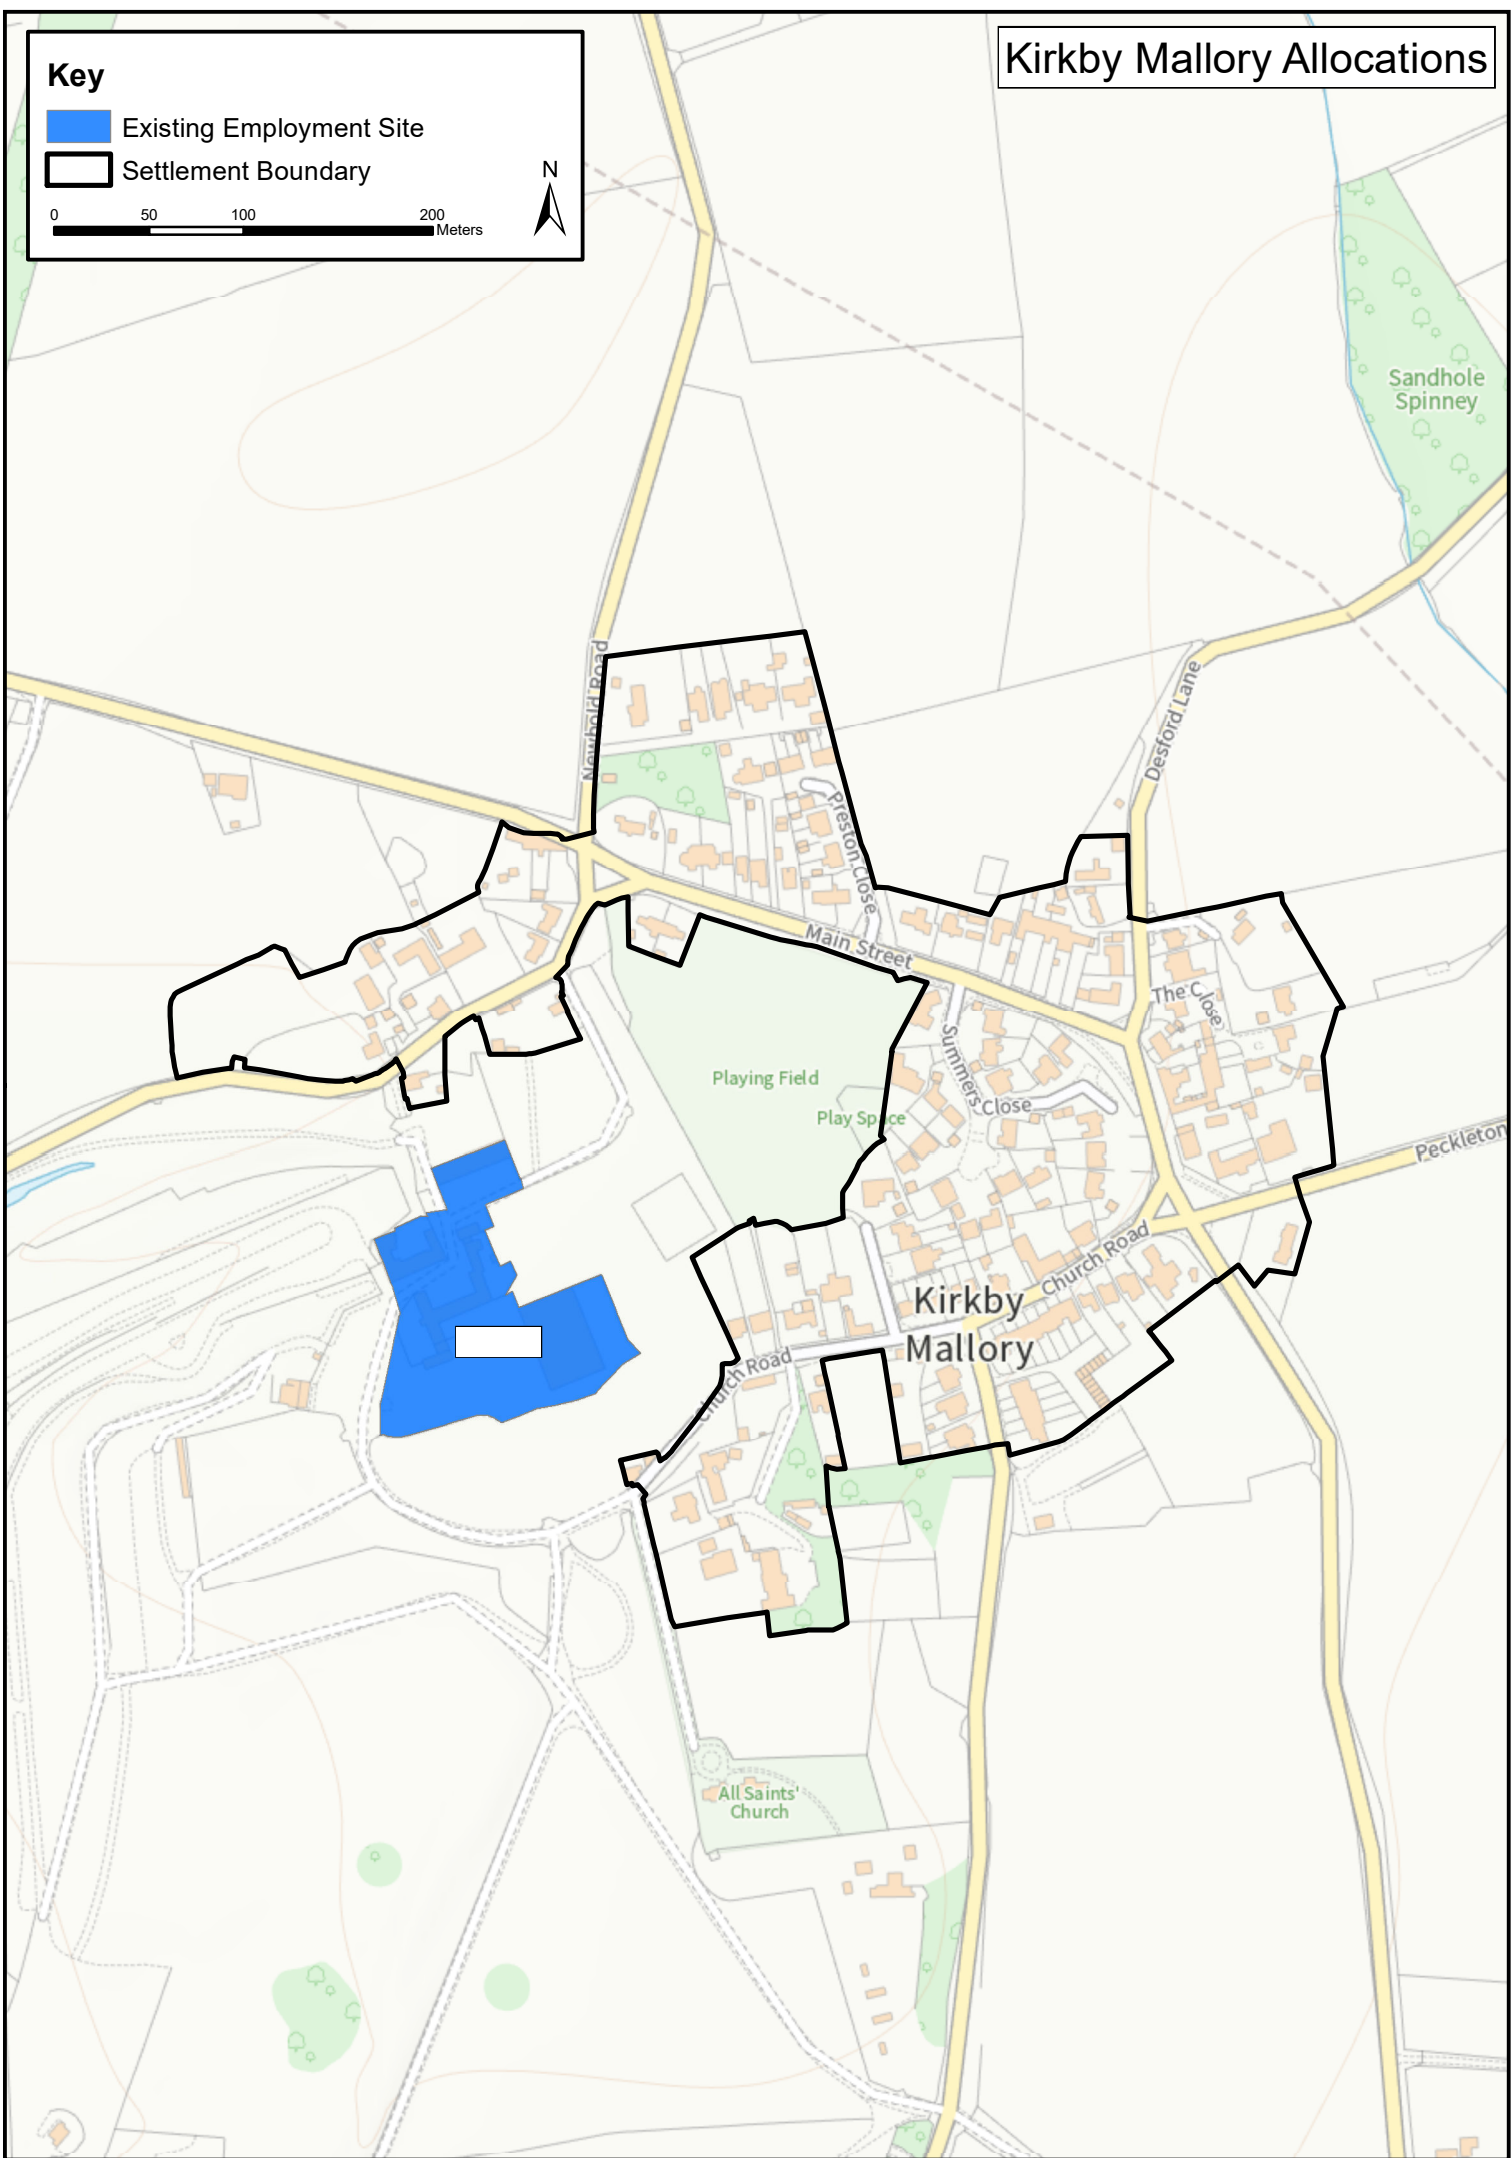 Kirkby Mallory Allocations
Key
Existing Employment Site
Settlement Boundary
N
0 50 100 200
Meters
Sandhole
Spinney
Newbold Road
Desford Lane
Preston Close
Main Street
The Close
Summers Close
Playing Field
Play Space
Peckleton
Church Road
Kirkby
Mallory
Church Road
All Saints'
Church